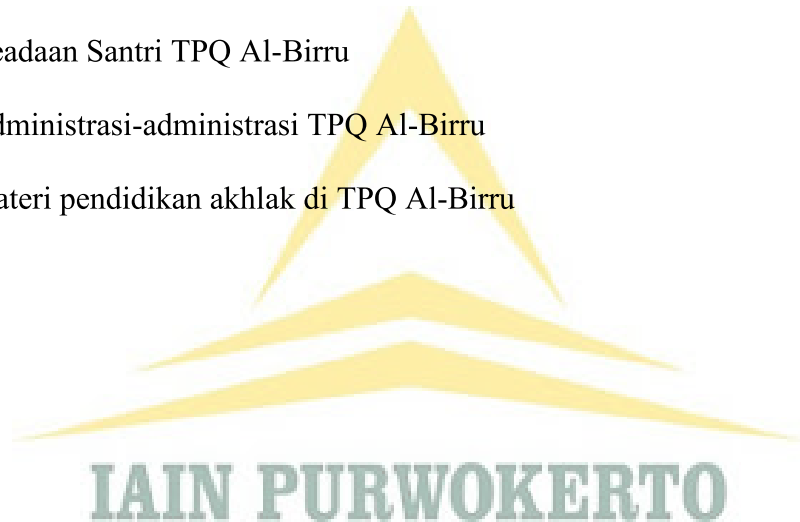 eadaan Santri TPQ Al-Birru
dministrasi-administrasi TPQ Al-Birru
ateri pendidikan akhlak di TPQ Al-Birru
IAIN PURWOKERTO